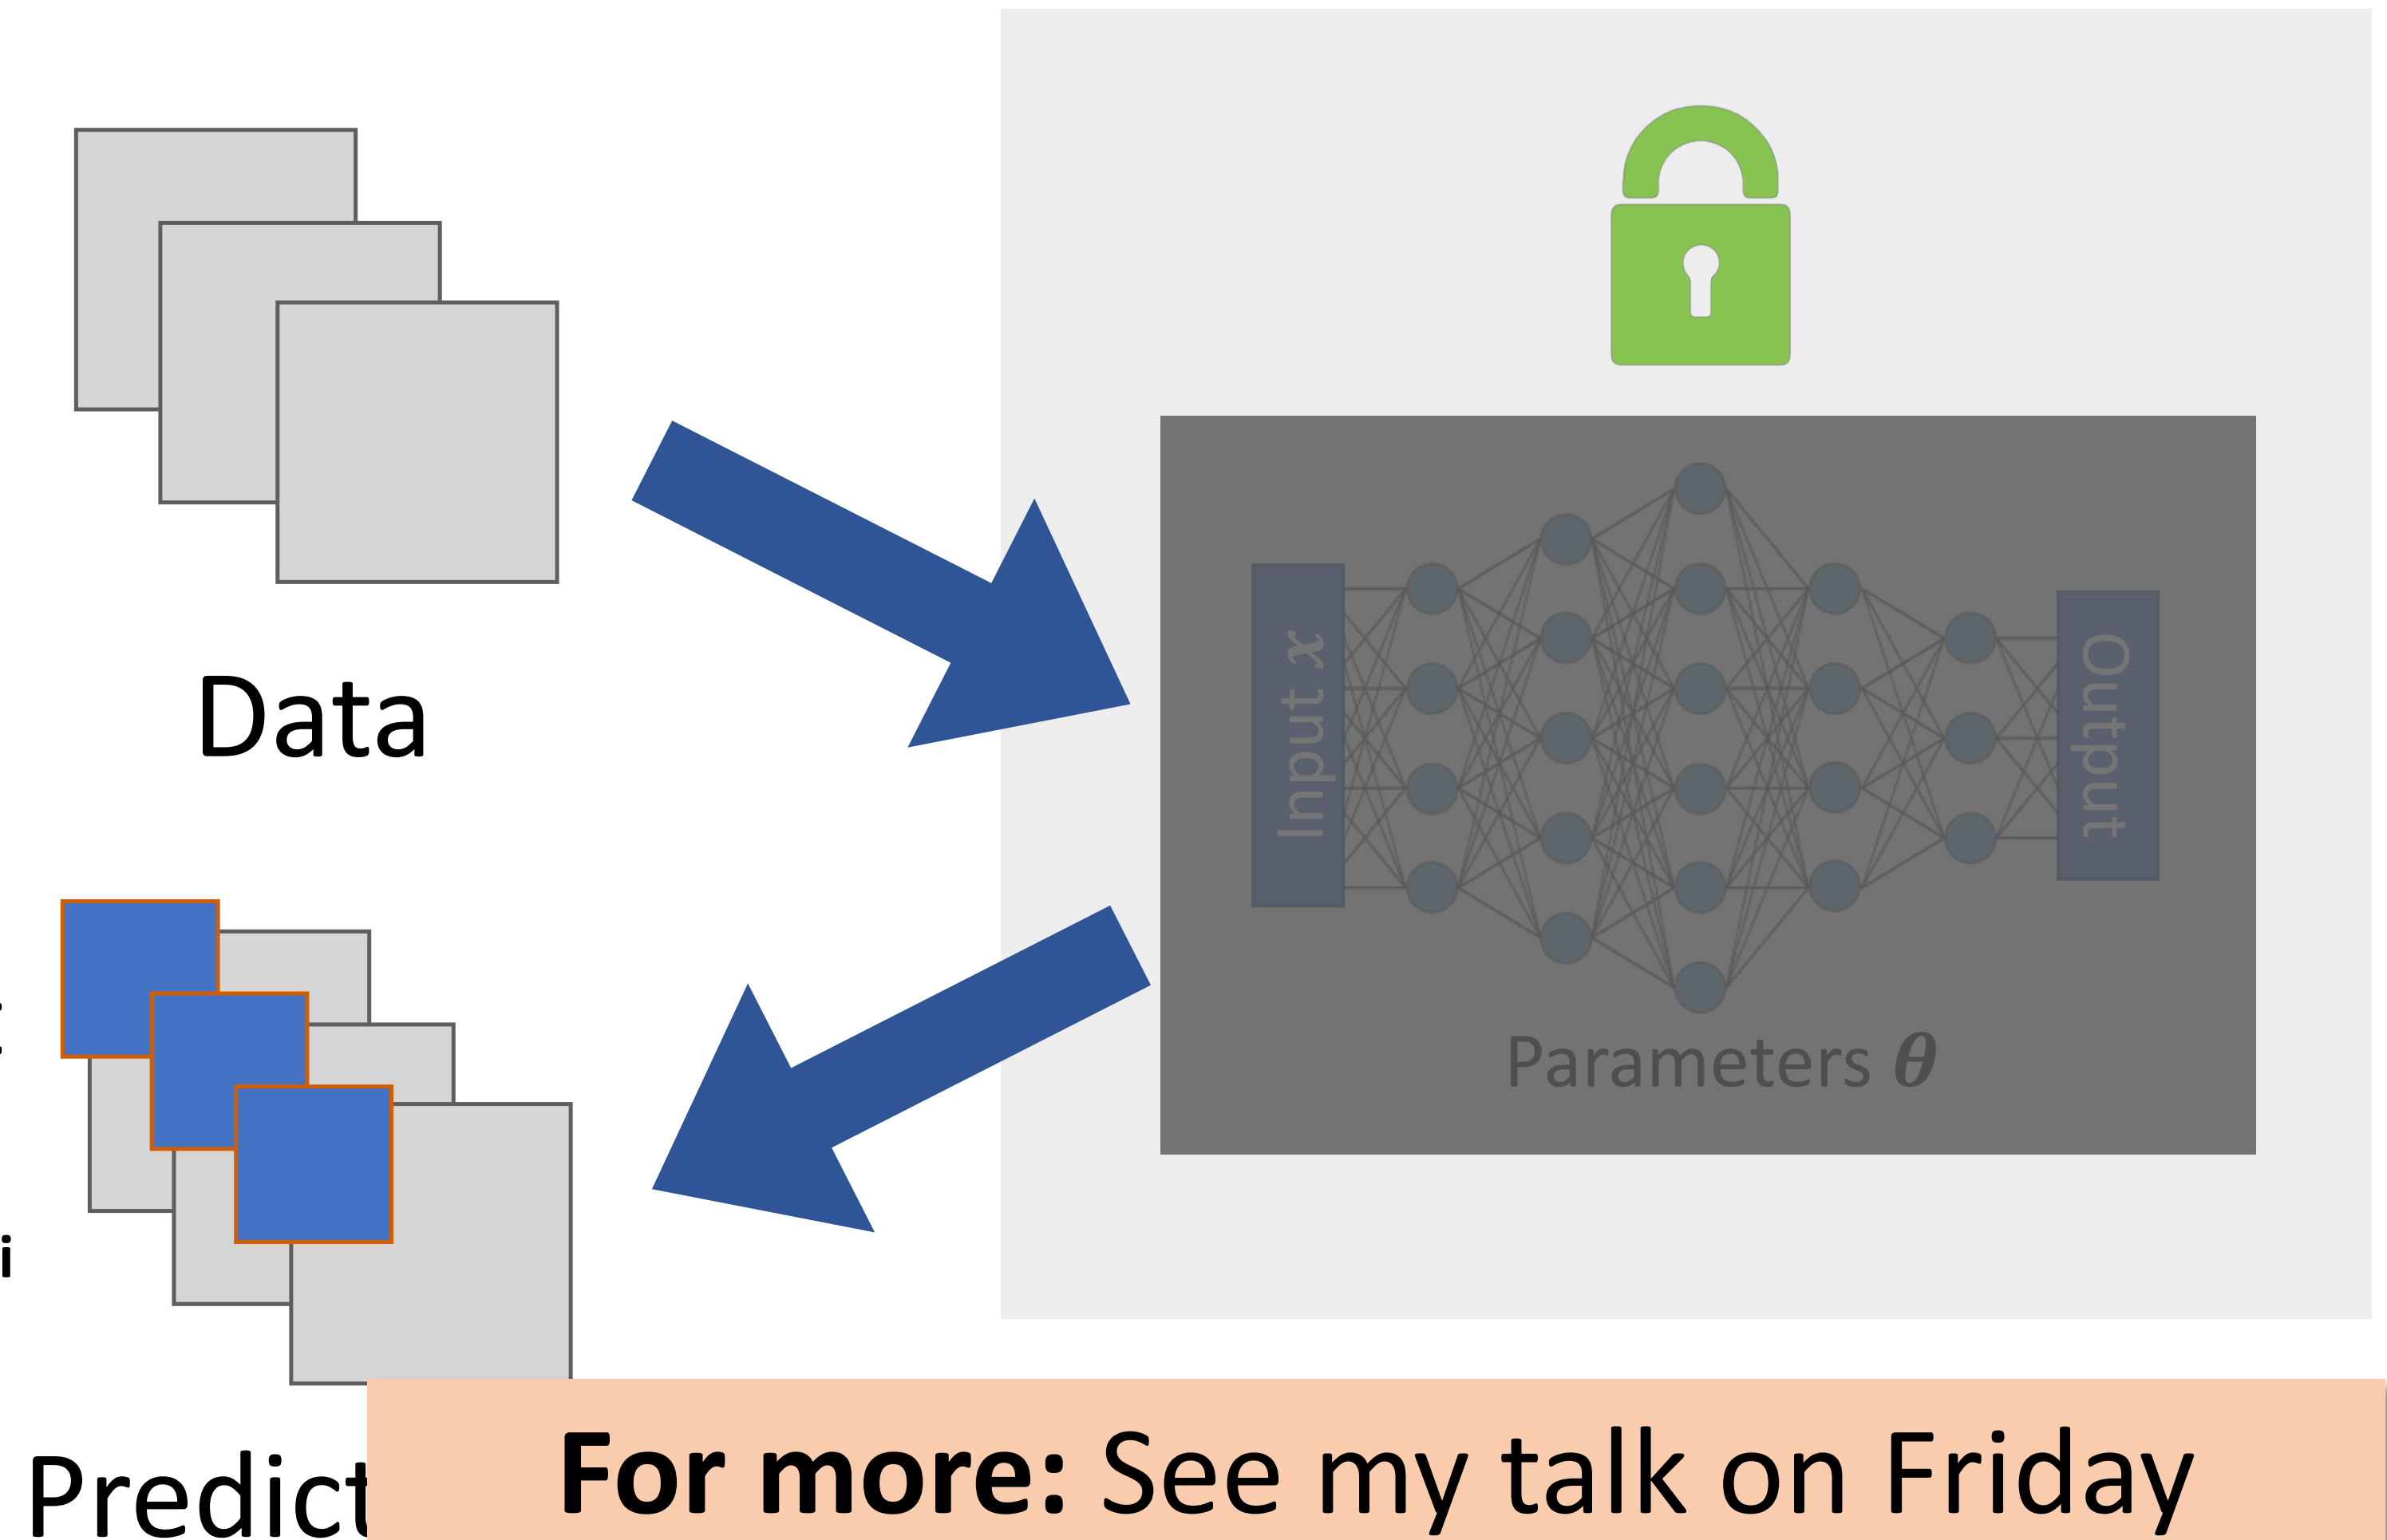 Data
Input x
Output
Parameters θ
i
Predict
For more: See my talk on Friday